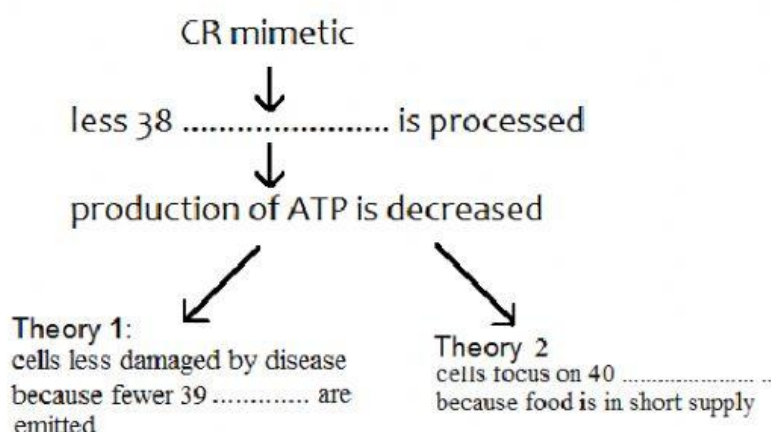 CR mimetic
less 38 ....................... is processed
production of ATP is decreased
Theory 1:
cells less damaged by disease
because fewer 39 ............. are
emitted
Theory 2
cells focus on 40 .................... ..
because food is in short supply